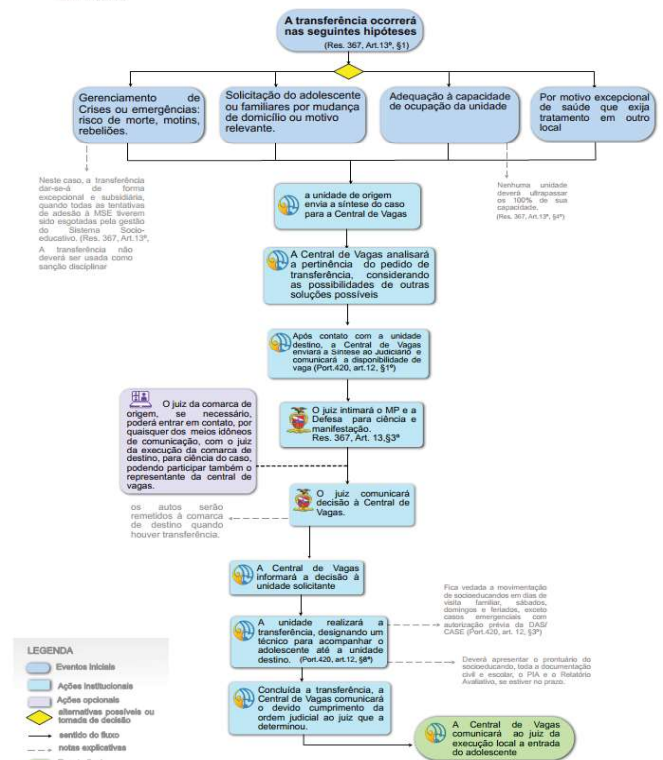 A transferência ocorrerá
nas seguintes hipóteses
(Res. 367, Art.13º, §1)
Gerenciamento de
Crises ou emergências:
risco de morte, motins,
rebeliões.
Solicitação do adolescente
ou familiares por mudança
de domicílio ou motivo
relevante.
Adequação à capacidade
de ocupação da unidade
Por motivo excepcional
de saúde que exija
tratamento em outro
local
Neste caso, a transferência
dar-se-á de forma
excepcional e subsidiária,
quando todas as tentativas
de adesão à MSE tiverem
sido esgotadas pela gestão
do Sistema Socio-
educativo. (Res. 367, Art.13º,
A transferência não
deverá ser usada como
sanção disciplinar
Nenhuma unidade
deverá ultrapassar
os 100% de sua
capacidade.
(Res. 367, Art.13º, §4º)
a unidade de origem
envia a síntese do caso
para a Central de Vagas
A Central de Vagas analisará
a pertinência do pedido de
transferência, considerando
as possibilidades de outras
soluções possíveis
Após contato com a unidade
destino, a Central de Vagas
enviará a Síntese ao Judiciário e
comunicará a disponibilidade de
vaga (Port.420, art.12, §1º)
O juiz da comarca de
origem, se necessário,
poderá entrar em contato, por
quaisquer dos meios idôneos
de comunicação, com o juiz
da execução da comarca de
destino, para ciência do caso,
podendo participar também o
representante da central de
vagas.
O juiz intimará o MP e a
Defesa para ciência e
manifestação.
Res. 367, Art. 13,§3ª
O juiz comunicará
decisão à Central de
Vagas.
os autos serão
remetidos à comarca
de destino quando
houver transferência.
A Central de Vagas
informará a decisão à
unidade solicitante
A unidade realizará a
transferência, designando um
técnico para acompanhar o
adolescente até a unidade
destino. (Port.420, art.12, §8º)
Fica vedada a movimentação
de socioeducandos em dias de
visita familiar, sábados,
domingos e feriados, exceto
casos emergenciais com
autorização prévia da DAS/
CASE (Port.420, art. 12, §3º)
Deverá apresentar o prontuário do
socioeducando, toda a documentação
civil e escolar, o PIA e o Relatório
Avaliativo, se estiver no prazo.
Concluída a transferência, a
Central de Vagas comunicará
o devido cumprimento da
ordem judicial ao juiz que a
determinou.
A Central de Vagas
comunicará ao juiz da
execução local a entrada
do adolescente
LEGENDA
Eventos iniciais
Ações institucionais
Ações opcionais
alternativas possíveis ou
tomada de decisão
sentido do fluxo
notas explicativas